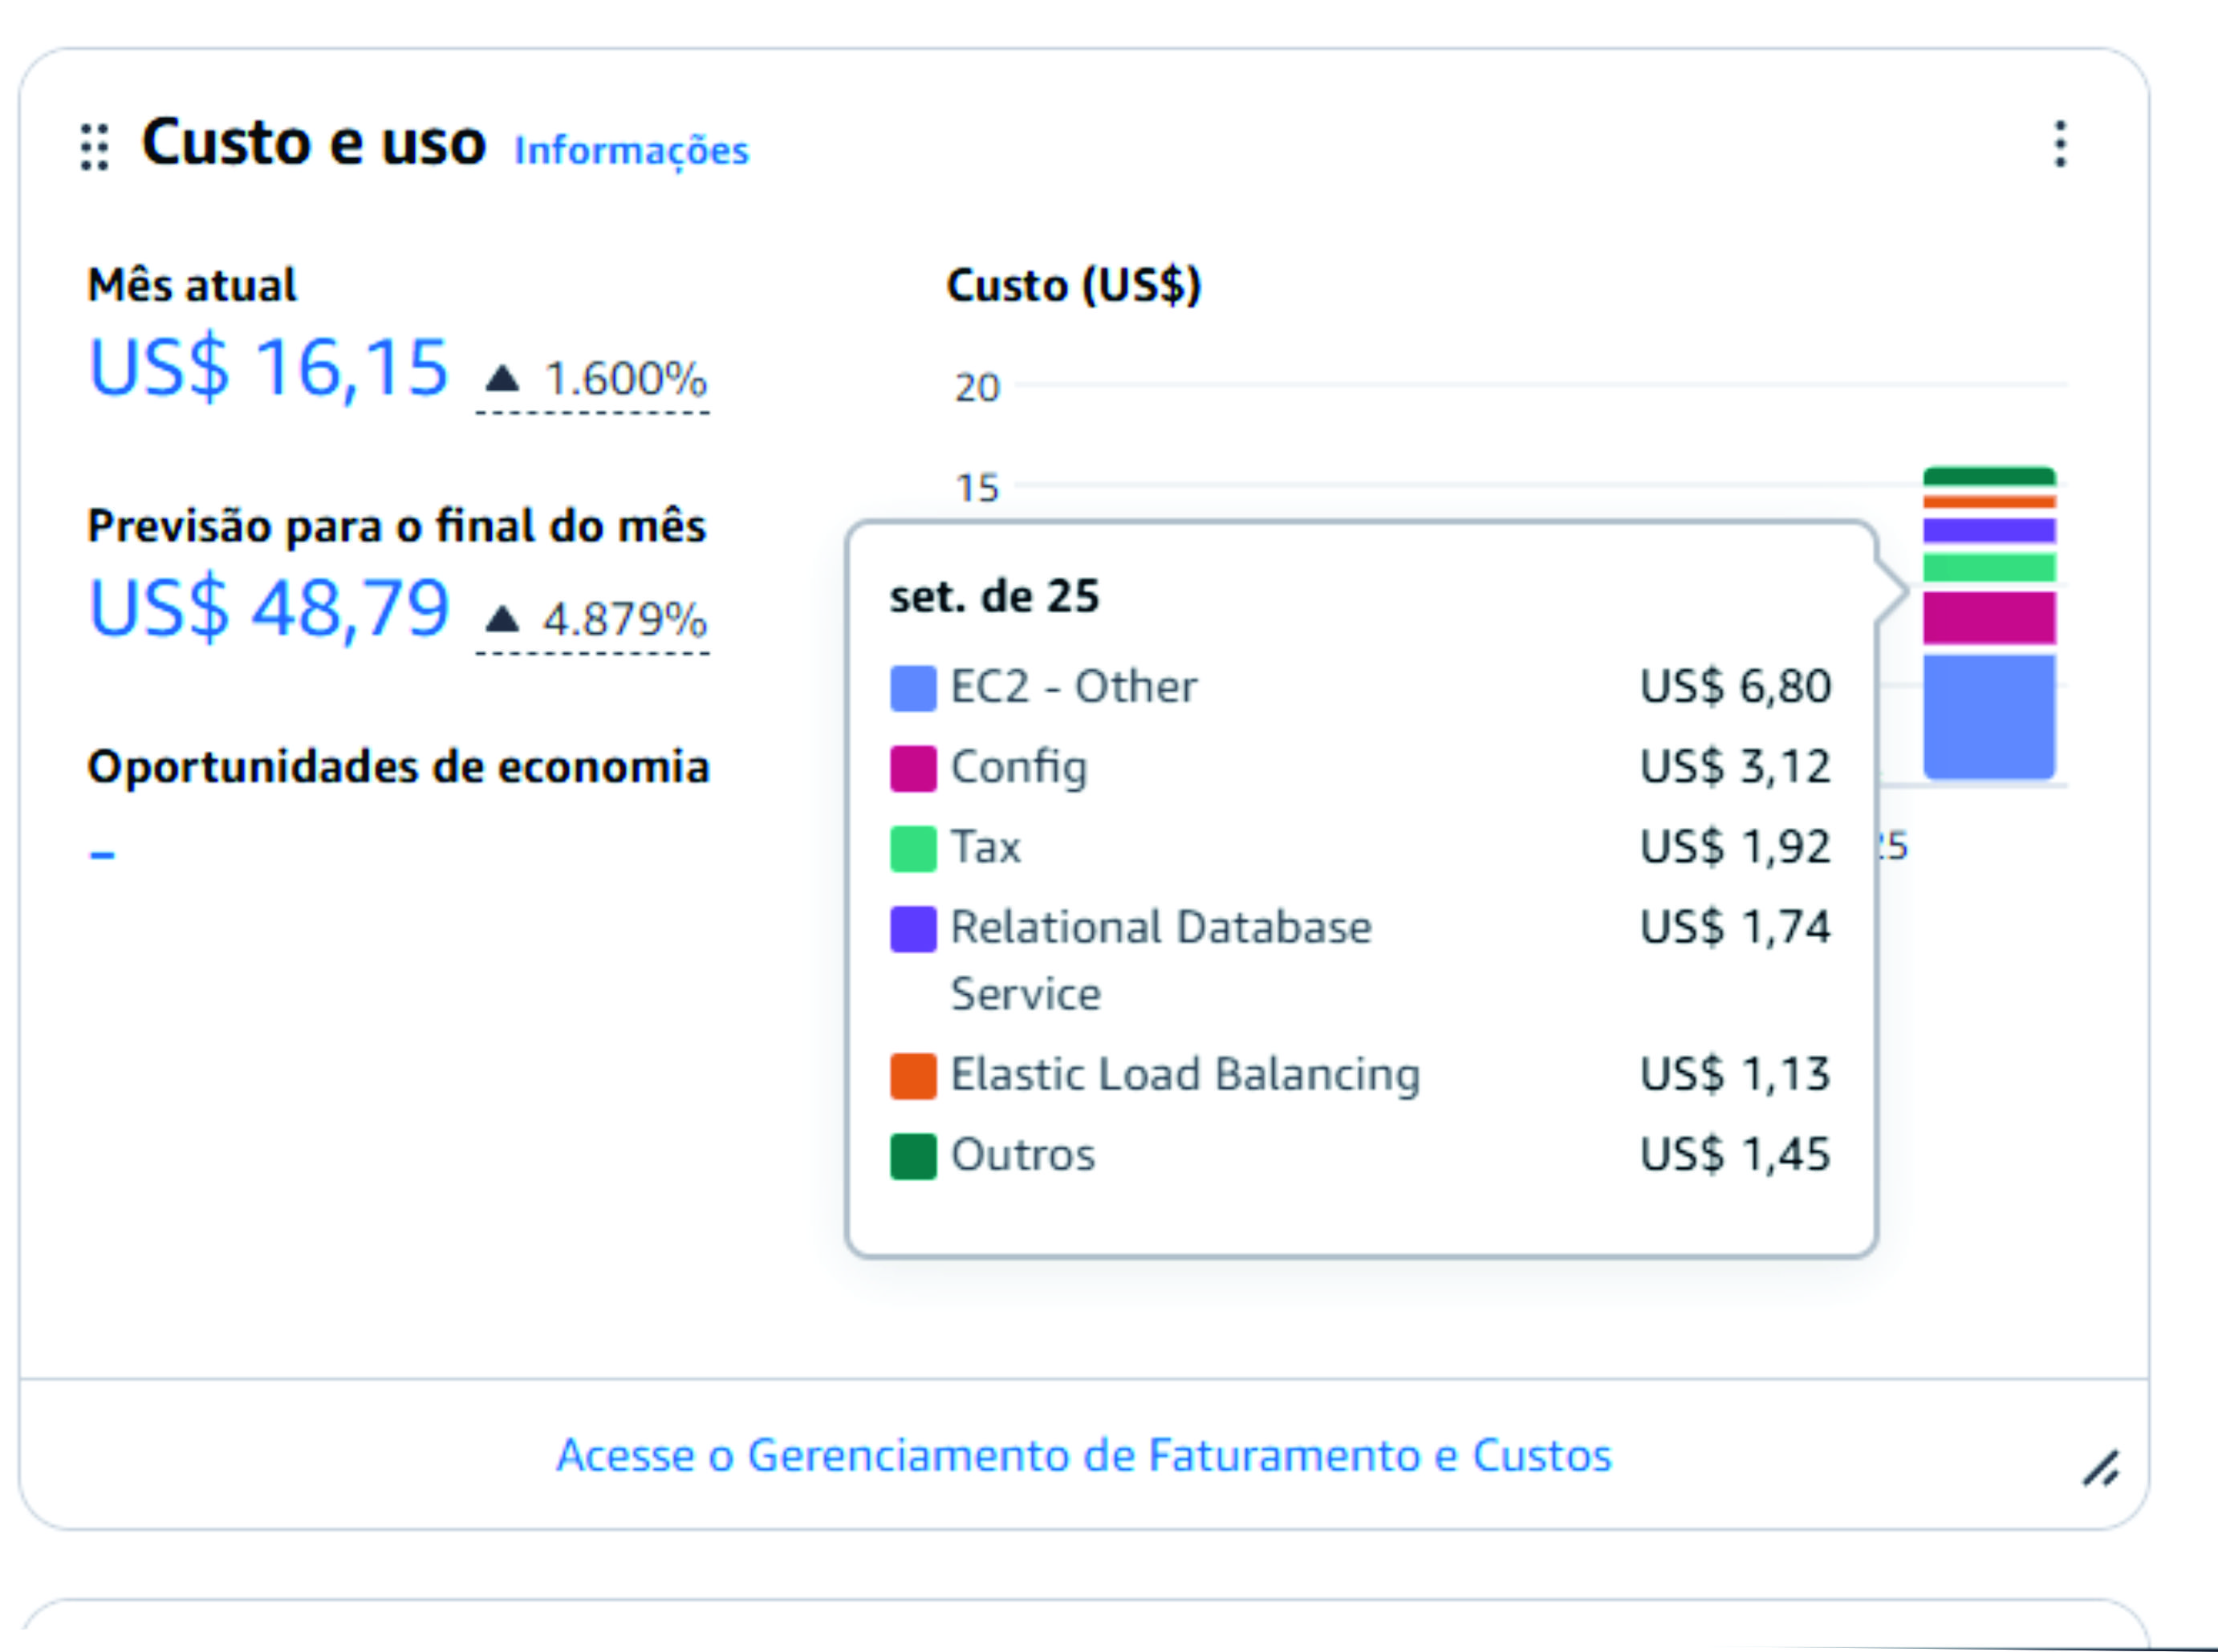 Custo e uso Informações
Mês atual
US$ 16,15 ▲ 1.600%
Previsão para o final do mês
US$ 48,79 ▲ 4.879%
Oportunidades de economia
–
Custo (US$)
20
15
set. de 25
EC2 - Other US$ 6,80
Config US$ 3,12
Tax US$ 1,92
Relational Database
Service US$ 1,74
Elastic Load Balancing US$ 1,13
Outros US$ 1,45
25
Acesse o Gerenciamento de Faturamento e Custos